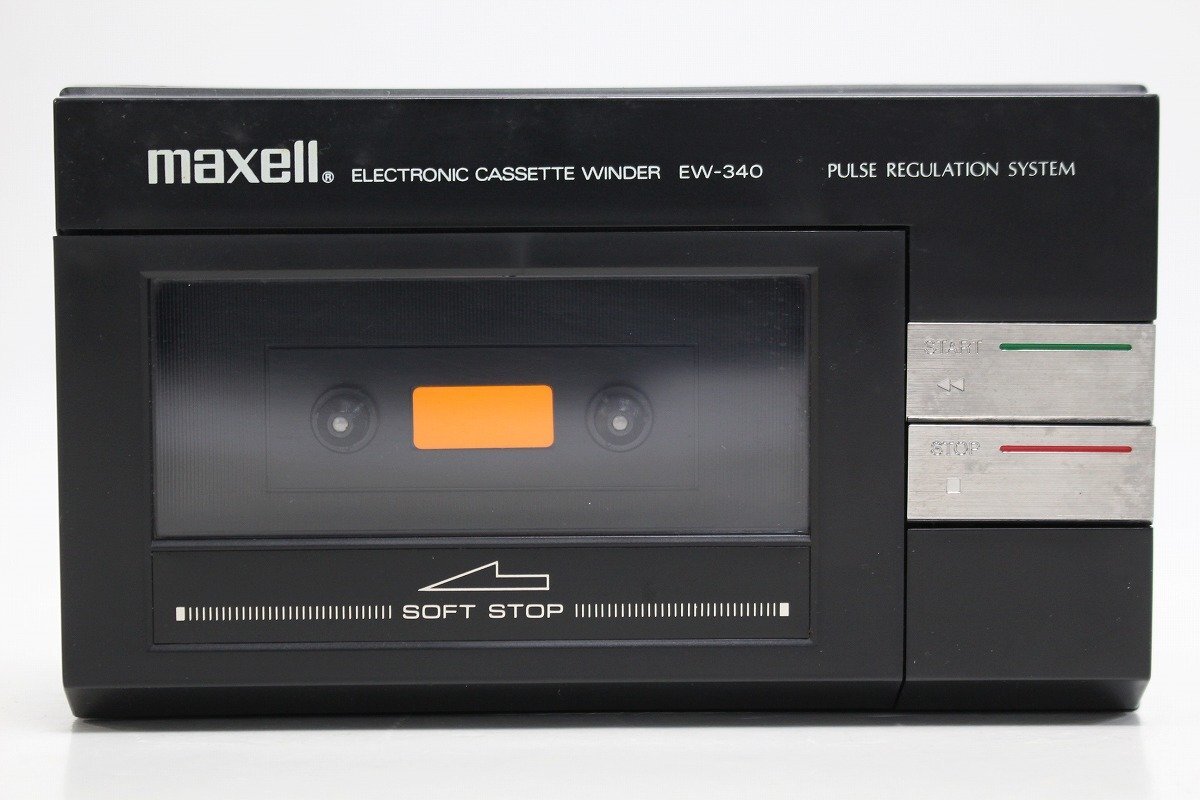 maxell® ELECTRONIC CASSETTE WINDER EW-340 PULSE REGULATION SYSTEM
START
STOP
SOFT STOP